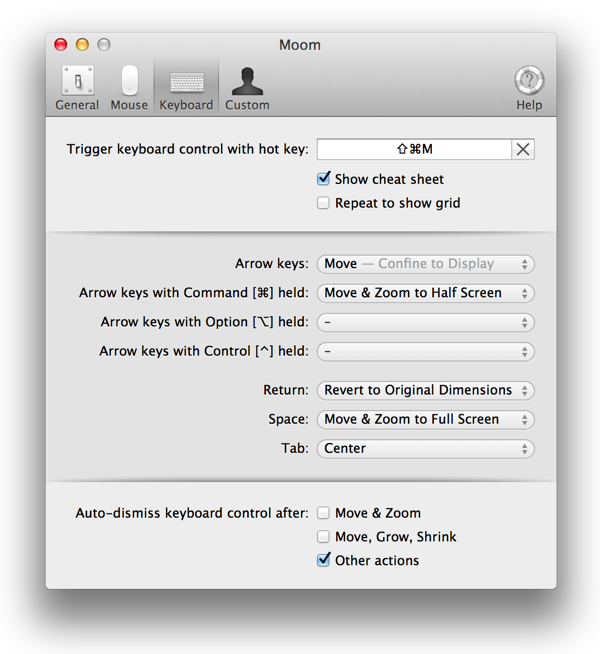 Moom
General Mouse Keyboard Custom Help
Trigger keyboard control with hot key: ⇧⌘M
Show cheat sheet
Repeat to show grid
Arrow keys: Move — Confine to Display
Arrow keys with Command [⌘] held: Move & Zoom to Half Screen
Arrow keys with Option [⌥] held: –
Arrow keys with Control [^] held: –
Return: Revert to Original Dimensions
Space: Move & Zoom to Full Screen
Tab: Center
Auto-dismiss keyboard control after: Move & Zoom
Move, Grow, Shrink
Other actions